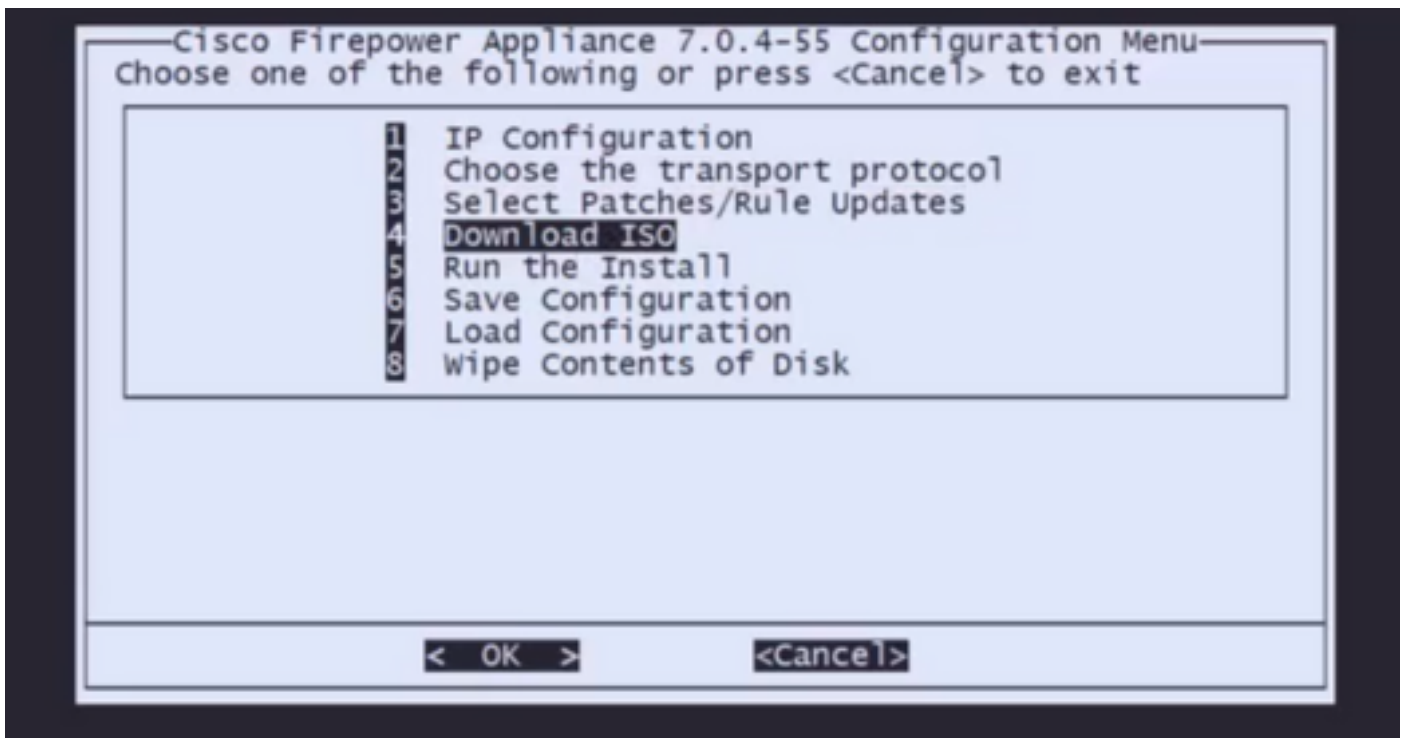 Cisco Firepower Appliance 7.0.4-55 Configuration Menu
Choose one of the following or press <Cancel> to exit
1 IP Configuration
2 Choose the transport protocol
3 Select Patches/Rule Updates
4 Download ISO
5 Run the Install
6 Save Configuration
7 Load Configuration
8 Wipe Contents of Disk
< OK > <Cancel>